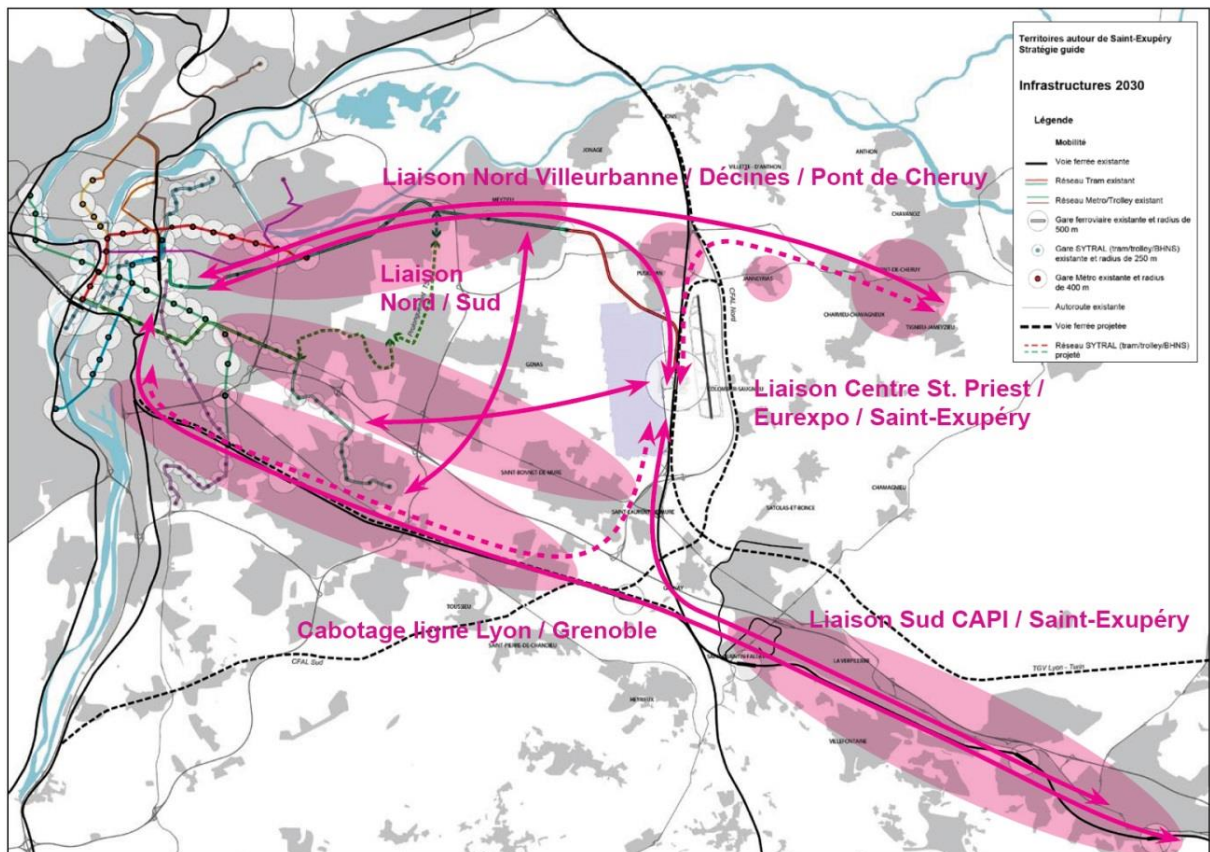 Territoires autour de Saint-Exupéry
Stratégie guide
Infrastructures 2030
Légende
Mobilité
Voie ferrée existante
Réseau Tram existant
Réseau Metro/Trolley existant
Gare ferroviaire existante et radius de
500 m
Gare SYTRAL (tram/trolley/BHNS)
existante et radius de 250 m
Gare Métro existante et radius
de 400 m
Autoroute existante
Voie ferrée projetée
Réseau SYTRAL (tram/trolley/BHNS)
projeté
JONS
JONAGE
VILLETTE - D'ANTHON
ANTHON
Liaison Nord Villeurbanne / Décines / Pont de Cheruy
MEYZIEU
CHAVANOZ
Liaison
Nord / Sud
JANNEYRIAS
PONT-DE-CHERUY
CFAL Nord
CHARVIEU-CHAVAGNEUX
TIGNIEU-JAMEYZIEU
GENAS
Liaison Centre St. Priest /
Eurexpo / Saint-Exupéry
SAINT-BONNET-DE-MURE
CHAMAGNIEU
SATOLAS-ET-BONCE
SAINT-LAURENT-DE-MURE
TOUSSIEU
Cabotage ligne Lyon / Grenoble
Liaison Sud CAPI / Saint-Exupéry
SAINT-PIERRE-DE-CHANDIEU
CFAL Sud
LA VERPILLIERE
TGV Lyon - Turin
VILLEFONTAINE